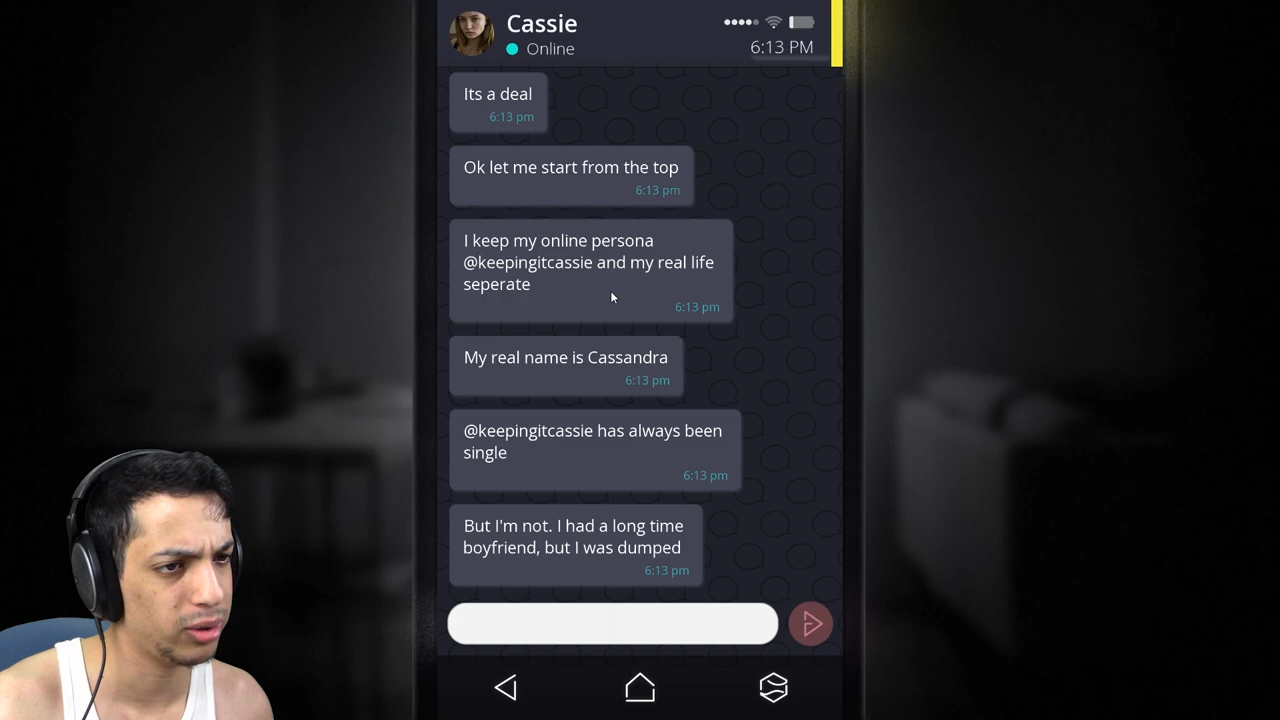 Cassie
Online
6:13 PM
Its a deal
6:13 pm
Ok let me start from the top
6:13 pm
I keep my online persona
@keepingitcassie and my real life
seperate
6:13 pm
My real name is Cassandra
6:13 pm
@keepingitcassie has always been
single
6:13 pm
But I'm not. I had a long time
boyfriend, but I was dumped
6:13 pm